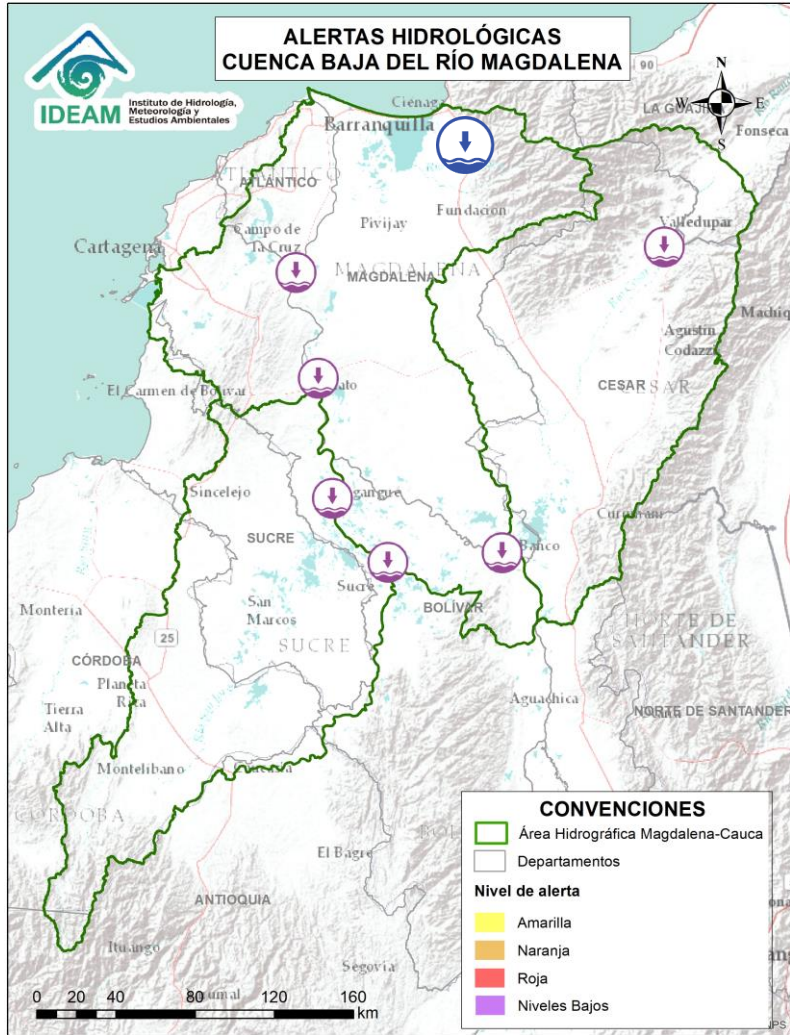 ALERTAS HIDROLÓGICAS
CUENCA BAJA DEL RÍO MAGDALENA
IDEAM
Instituto de Hidrología,
Meteorología y
Estudios Ambientales
90
N
W E
S
LA GUAJIRA
Fonseca
Ciénaga
Barranquilla
ATLÁNTICO
ATLÁNTICO
Pivijay
Fundación
Valledupar
Campo de
la Cruz
Cartagena
MAGDALENA
MAGDALENA
Agustín
Codazzi
CESAR
CESAR
El Carmen de Bolívar
Sincelejo
SUCRE
Banco
Sucre
BOLÍVAR
San
Marcos
SUCRE
Montería
25
CÓRDOBA
Planeta
Rica
Tierra
Alta
NORTE DE
SANTANDER
NORTE DE SANTANDER
Aguachica
Montelíbano
CÓRDOBA
El Bagre
ANTIOQUIA
Ituango
Segovia
CONVENCIONES
Área Hidrográfica Magdalena-Cauca
Departamentos
Nivel de alerta
Amarilla
Naranja
Roja
Niveles Bajos
0 20 40 80 120 160
km